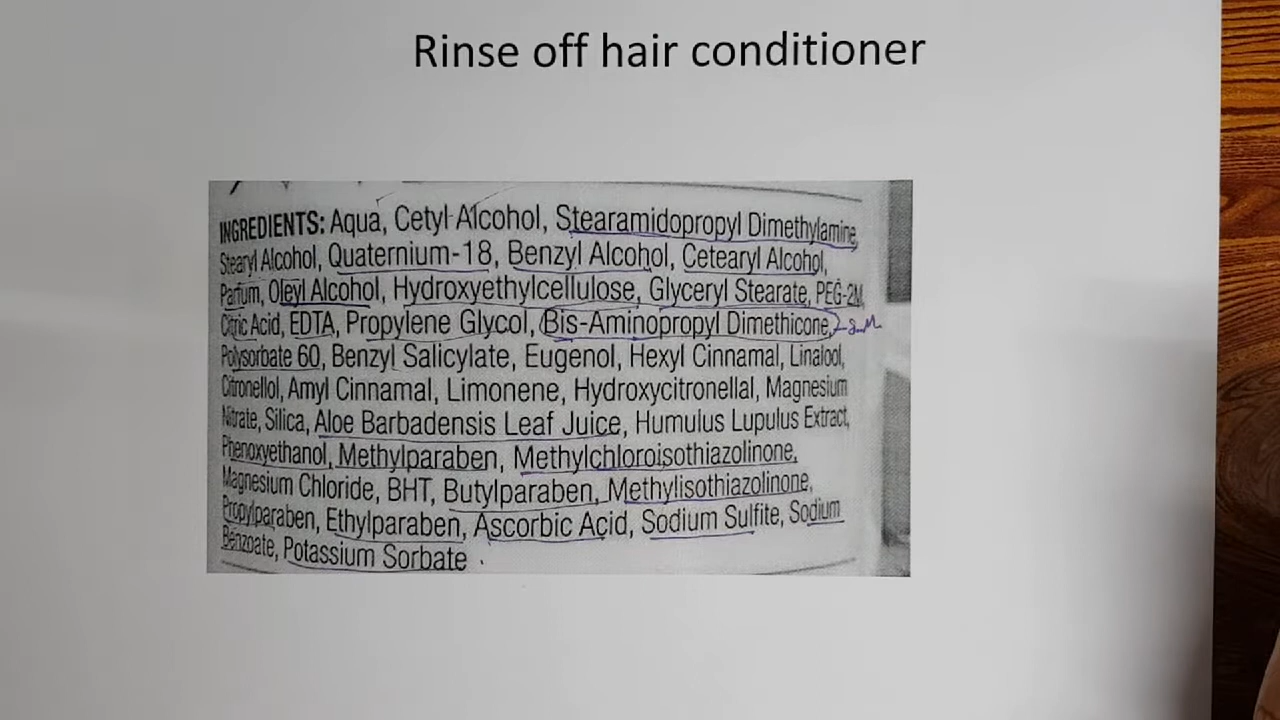 Rinse off hair conditioner
INGREDIENTS: Aqua, Cetyl Alcohol, Stearamidopropyl Dimethylamine,
Stearyl Alcohol, Quaternium-18, Benzyl Alcohol, Cetearyl Alcohol,
Parfum, Oleyl Alcohol, Hydroxyethylcellulose, Glyceryl Stearate, PEG-2M,
Citric Acid, EDTA, Propylene Glycol, Bis-Aminopropyl Dimethicone,
Polysorbate 60, Benzyl Salicylate, Eugenol, Hexyl Cinnamal, Linalool,
Citronellol, Amyl Cinnamal, Limonene, Hydroxycitronellal, Magnesium
Nitrate, Silica, Aloe Barbadensis Leaf Juice, Humulus Lupulus Extract,
Phenoxyethanol, Methylparaben, Methylchloroisothiazolinone,
Magnesium Chloride, BHT, Butylparaben, Methylisothiazolinone,
Propylparaben, Ethylparaben, Ascorbic Acid, Sodium Sulfite, Sodium
Benzoate, Potassium Sorbate